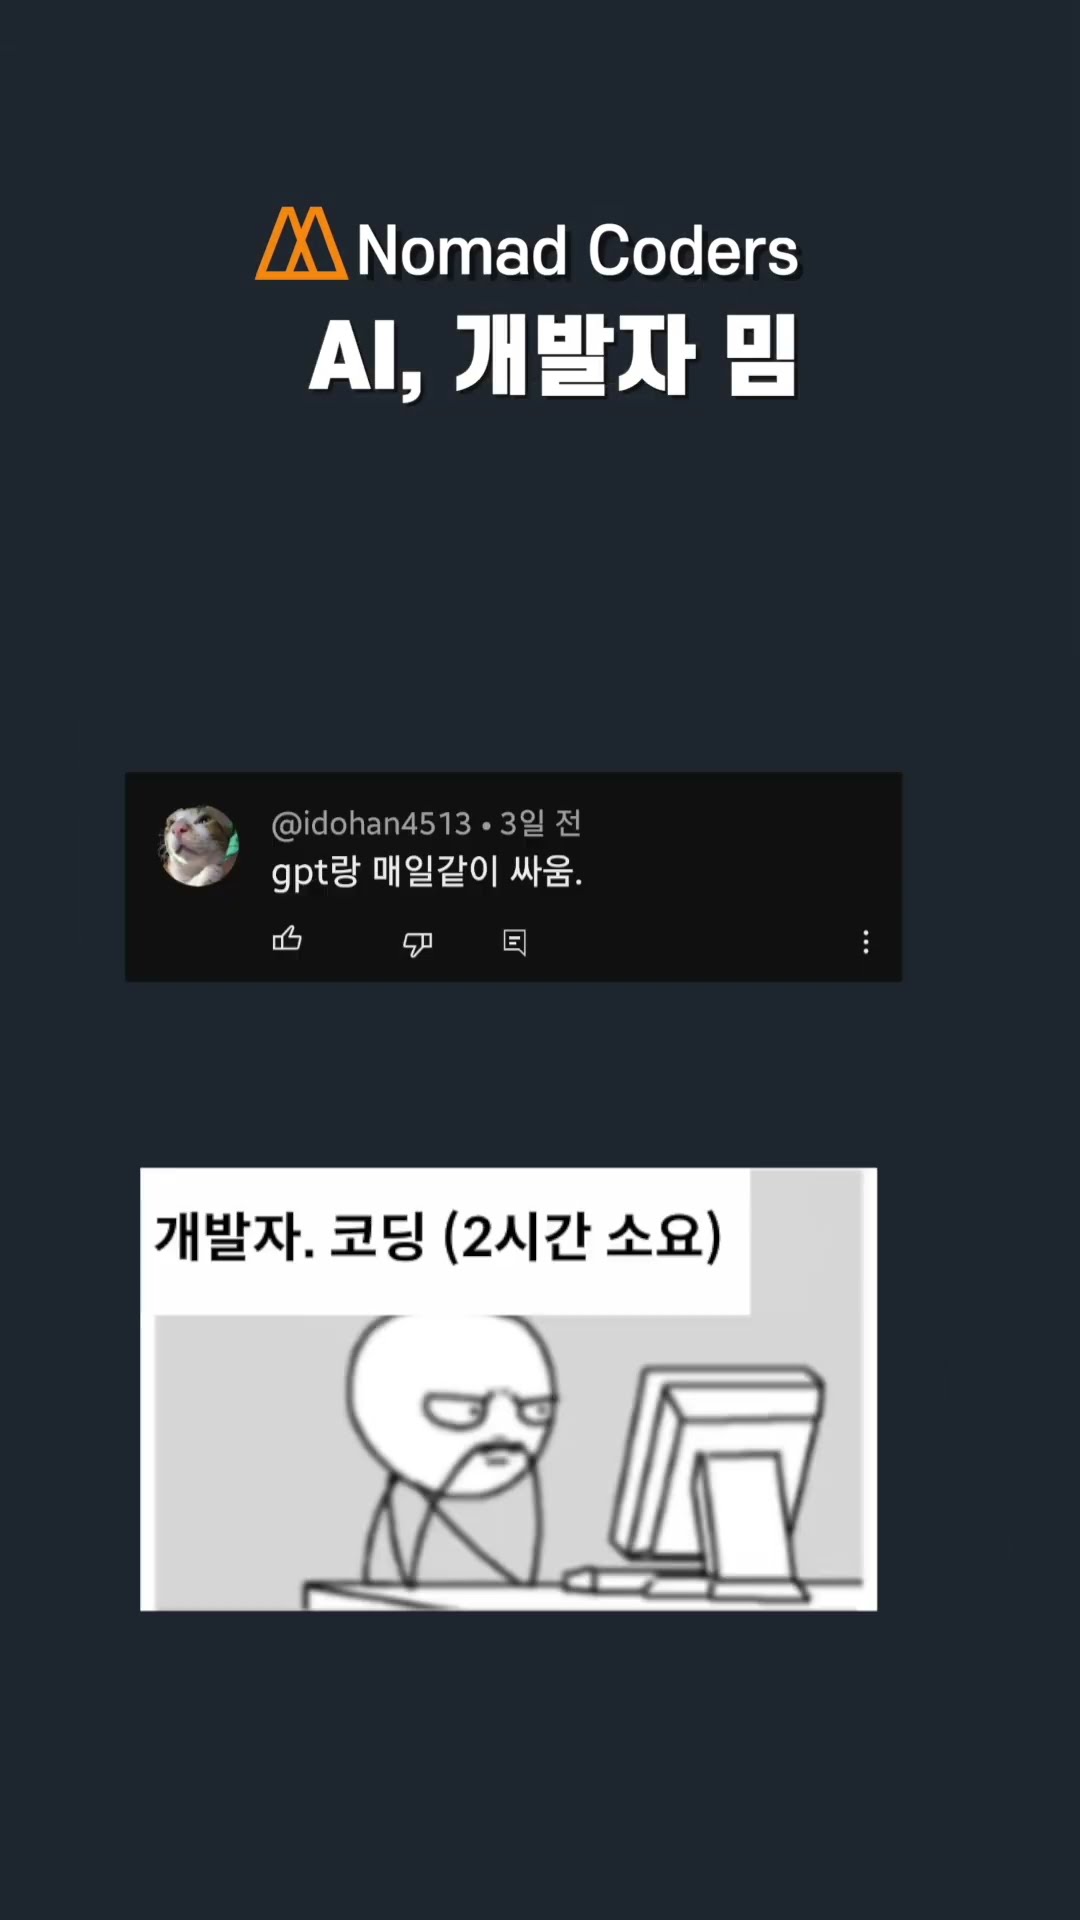 Nomad Coders
AI, 개발자 밈
@idohan4513 • 3일 전
gpt랑 매일같이 싸움.
개발자. 코딩 (2시간 소요)